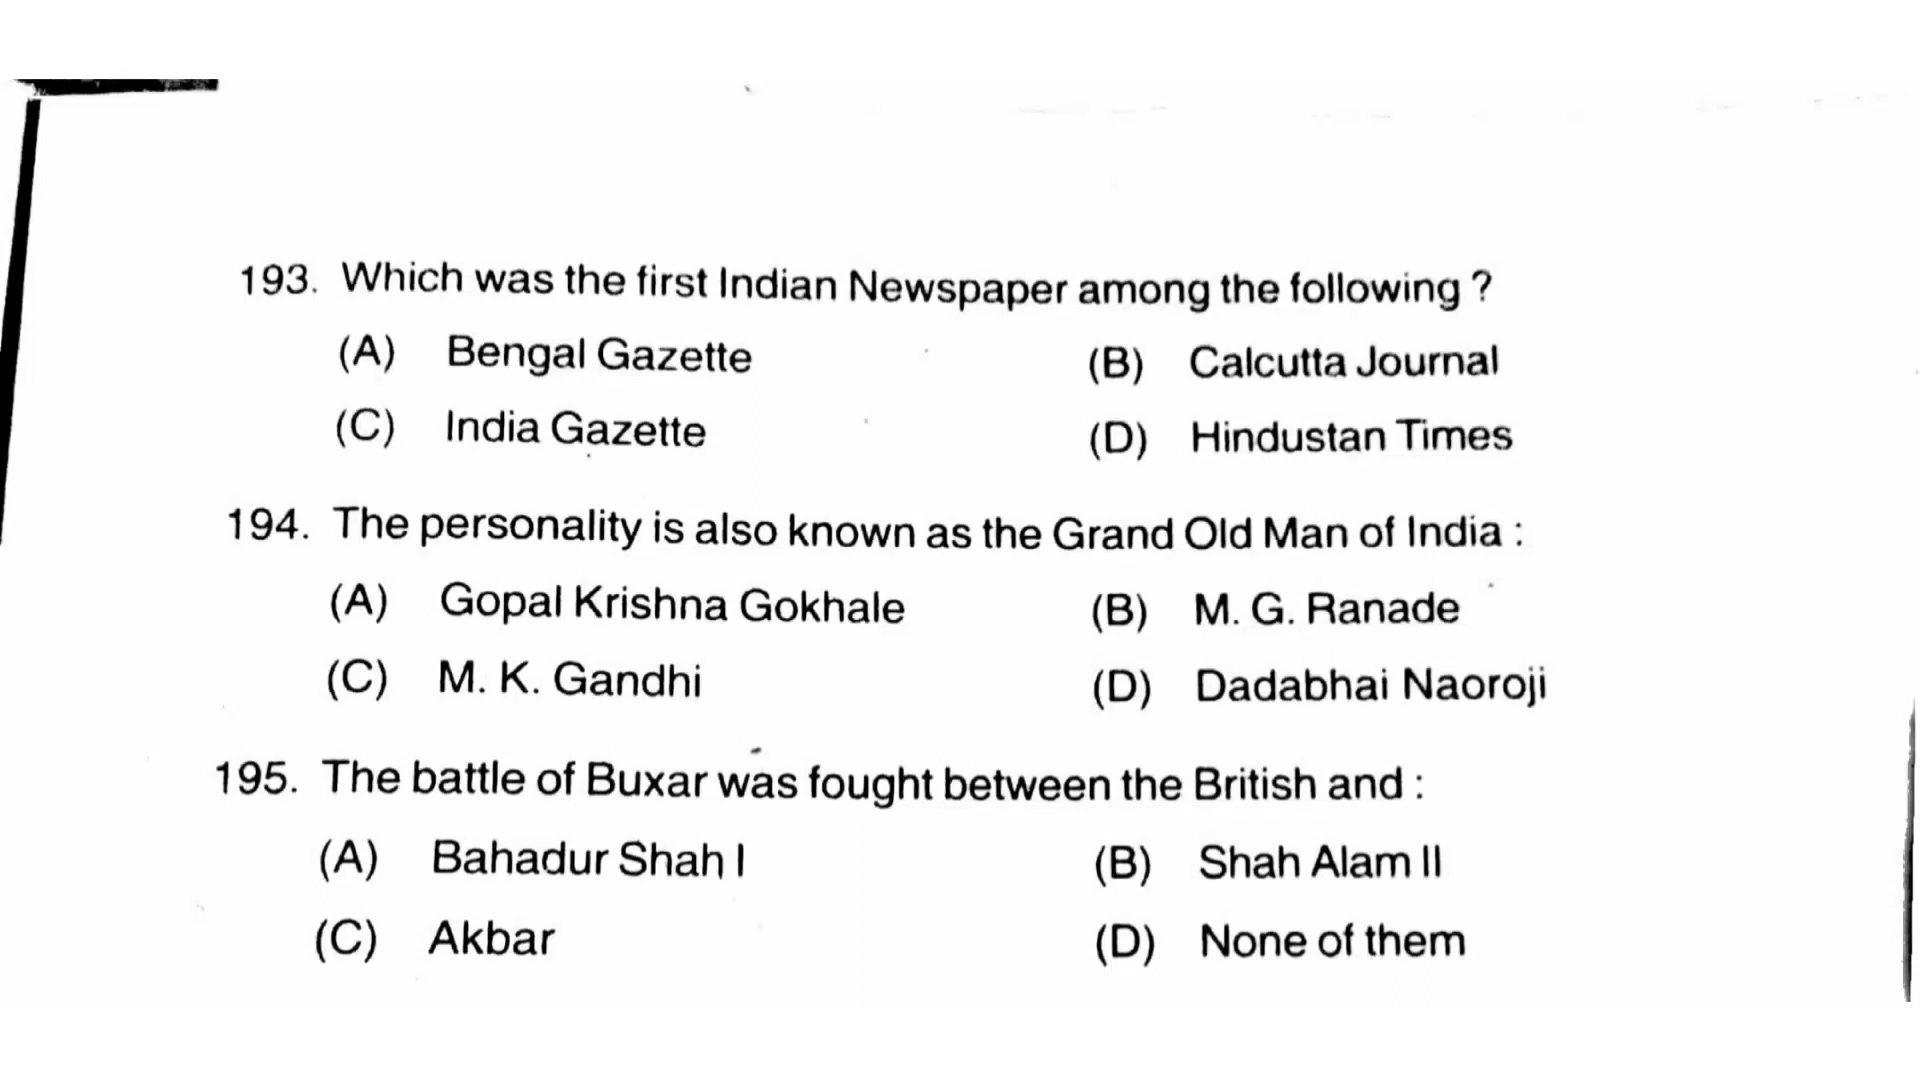 193. Which was the first Indian Newspaper among the following ?
(A) Bengal Gazette (B) Calcutta Journal
(C) India Gazette (D) Hindustan Times
194. The personality is also known as the Grand Old Man of India :
(A) Gopal Krishna Gokhale (B) M. G. Ranade
(C) M. K. Gandhi (D) Dadabhai Naoroji
195. The battle of Buxar was fought between the British and :
(A) Bahadur Shah I (B) Shah Alam II
(C) Akbar (D) None of them